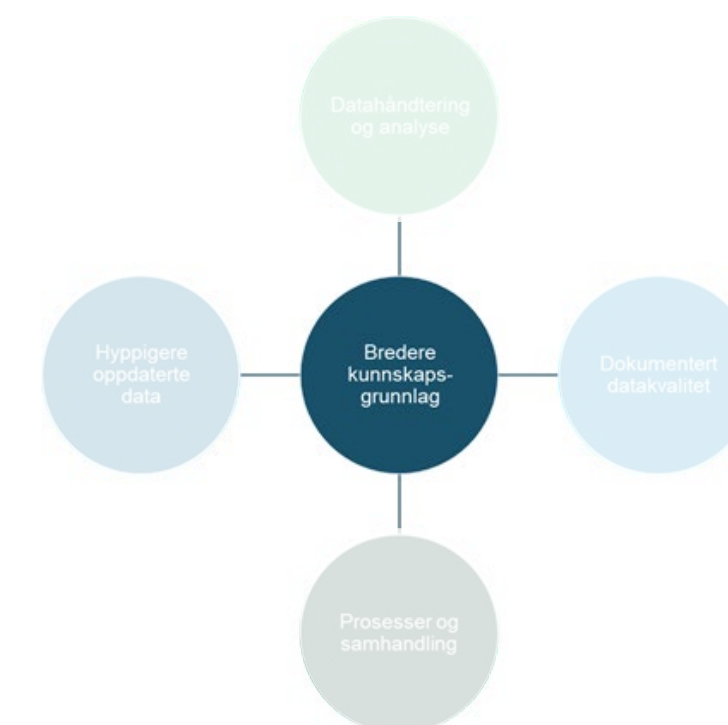 Datahåndtering
og analyse
Hyppigere
oppdaterte
data
Bredere
kunnskaps-
grunnlag
Dokumentert
datakvalitet
Prosesser og
samhandling